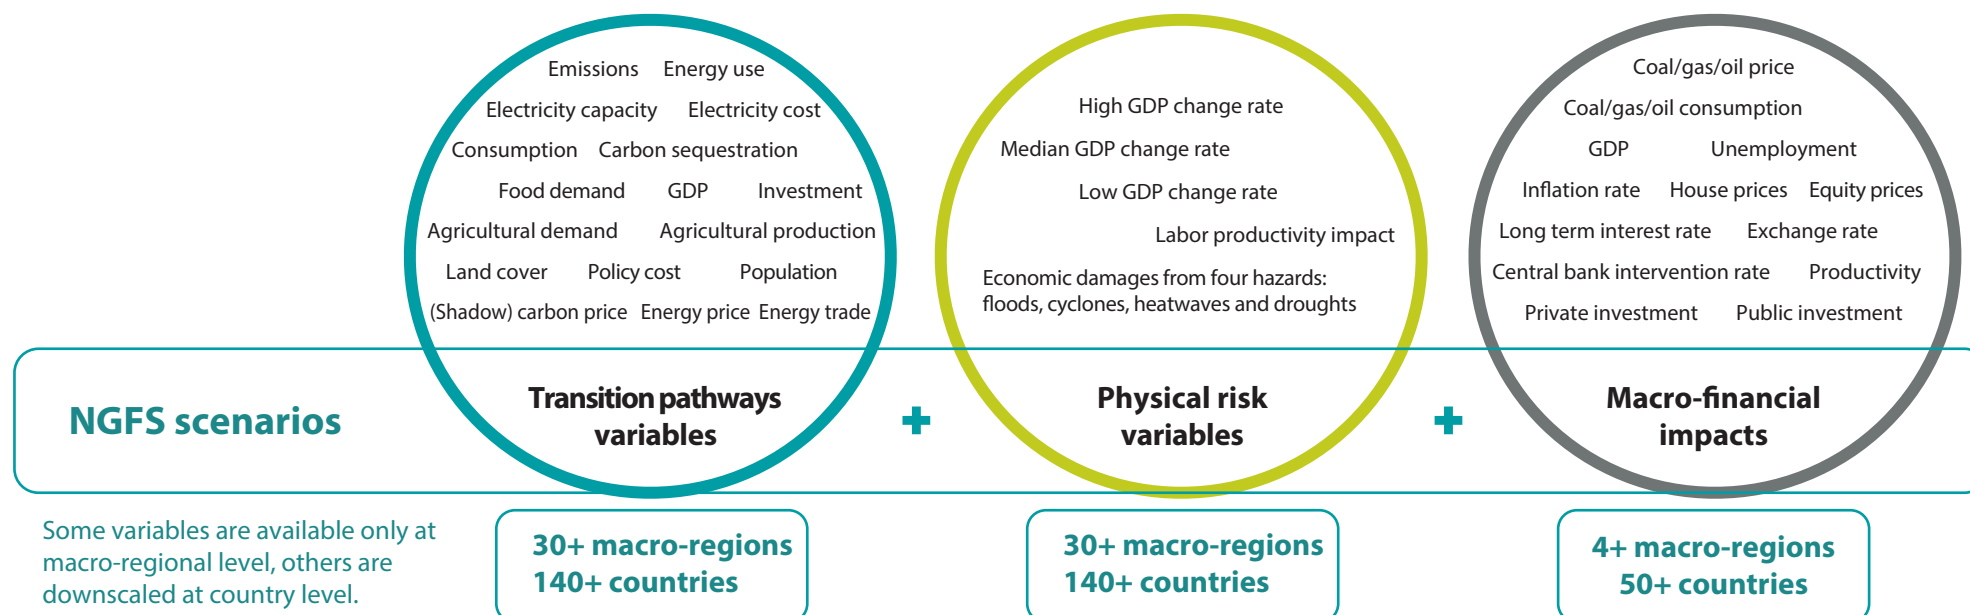 Emissions Energy use
Electricity capacity Electricity cost
Consumption Carbon sequestration
Food demand GDP Investment
Agricultural demand Agricultural production
Land cover Policy cost Population
(Shadow) carbon price Energy price Energy trade
High GDP change rate
Median GDP change rate
Low GDP change rate
Labor productivity impact
Economic damages from four hazards:
floods, cyclones, heatwaves and droughts
Coal/gas/oil price
Coal/gas/oil consumption
GDP Unemployment
Inflation rate House prices Equity prices
Long term interest rate Exchange rate
Central bank intervention rate Productivity
Private investment Public investment
NGFS scenarios
Transition pathways
variables
+
Physical risk
variables
+
Macro-financial
impacts
Some variables are available only at
macro-regional level, others are
downscaled at country level.
30+ macro-regions
140+ countries
30+ macro-regions
140+ countries
4+ macro-regions
50+ countries